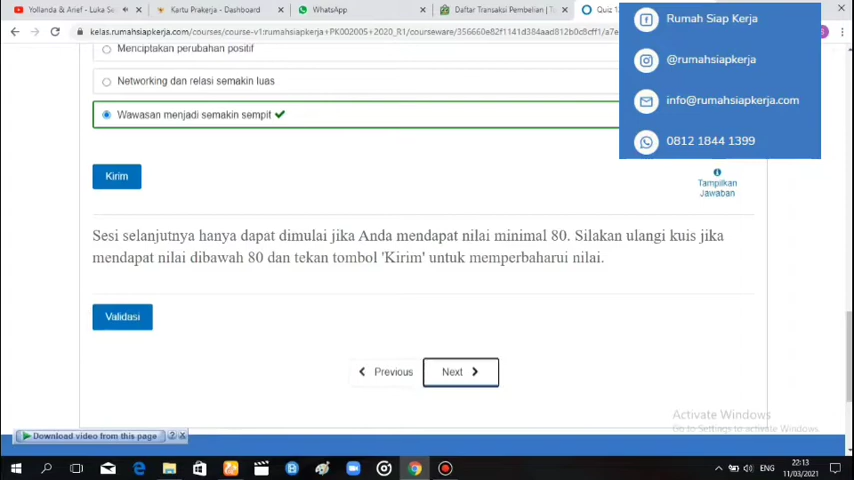 Yollanda & Arief - Luka Se
Kartu Prakerja - Dashboard
WhatsApp
Daftar Transaksi Pembelian | T
Quiz 1
kelas.rumahsiapkerja.com/courses/course-v1:rumahsiapkerja+PK002005+2020_R1/courseware/356660e82f1171034aad812b0c8cff1/a7e
Rumah Siap Kerja
@rumahsiapkerja
info@rumahsiapkerja.com
0812 1844 1399
Menciptakan perubahan positif
Networking dan relasi semakin luas
Wawasan menjadi semakin sempit
Kirim
Tampilkan
Jawaban
Sesi selanjutnya hanya dapat dimulai jika Anda mendapat nilai minimal 80. Silakan ulangi kuis jika
mendapat nilai dibawah 80 dan tekan tombol 'Kirim' untuk memperbaharui nilai.
Validasi
Previous
Next
Activate Windows
Go to Settings to activate Windows.
Download video from this page
ENG
22:13
11/03/2021